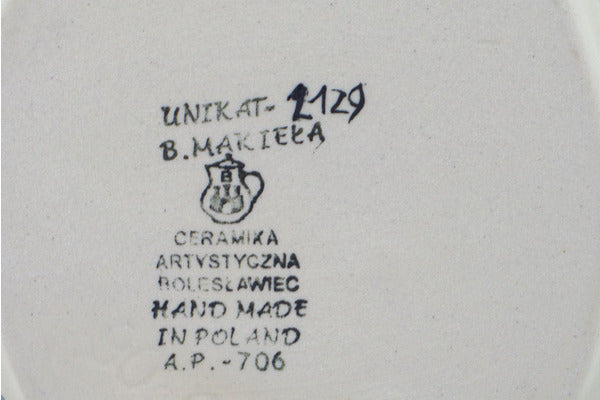 UNIKAT- 2129
B. MAKIEŁA
B
CERAMIKA
ARTYSTYCZNA
BOLESŁAWIEC
HAND MADE
IN POLAND
A.P.-706